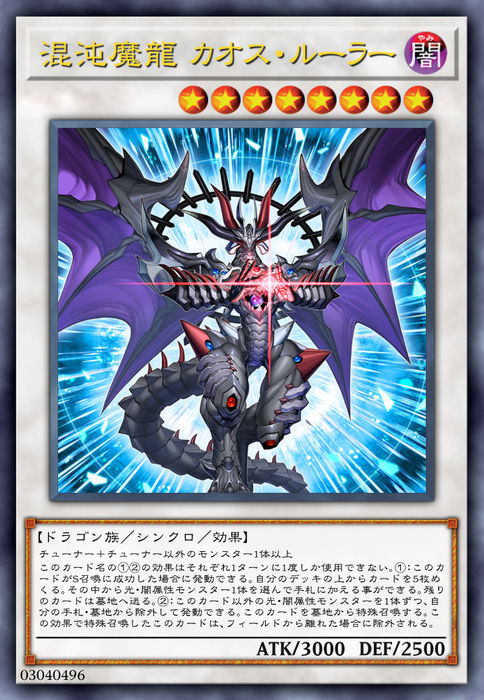 混沌魔龍 カオス・ルーラー
やみ
闇
【ドラゴン族／シンクロ／効果】
チューナー＋チューナー以外のモンスター1体以上
このカード名の①②の効果はそれぞれ1ターンに1度しか使用できない。①：このカ
ードがS召喚に成功した場合に発動できる。自分のデッキの上からカードを5枚め
くる。その中から光・闇属性モンスター1体を選んで手札に加える事ができる。残り
のカードは墓地へ送る。②：このカード以外の光・闇属性モンスターを1体ずつ、自
分の手札・墓地から除外して発動できる。このカードを墓地から特殊召喚する。こ
の効果で特殊召喚したこのカードは、フィールドから離れた場合に除外される。
ATK/3000 DEF/2500
03040496